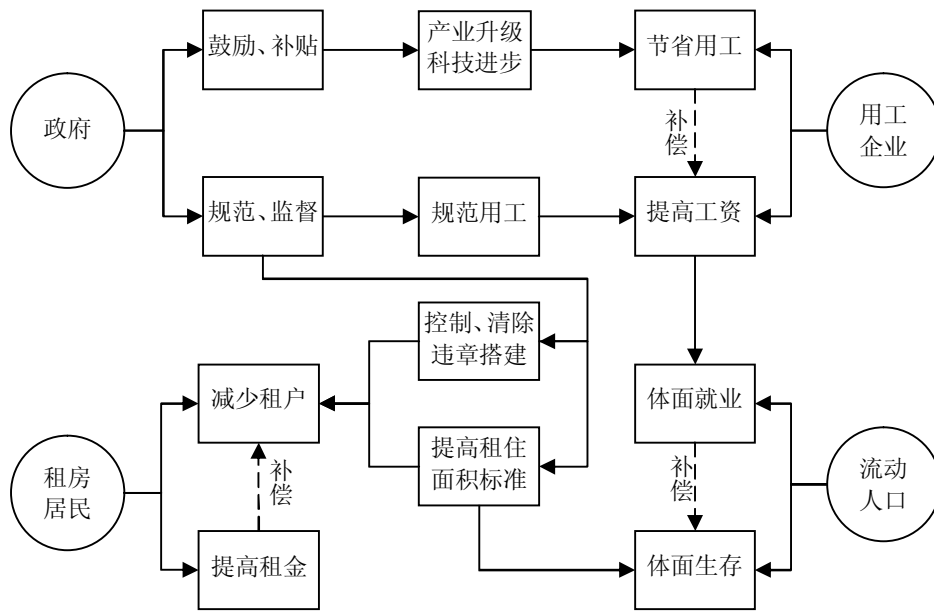 鼓励、补贴
产业升级
科技进步
节省用工
政府
补偿
用工
企业
规范、监督
规范用工
提高工资
控制、清除
违章搭建
减少租户
体面就业
租房
居民
补偿
提高租住
面积标准
补偿
流动
人口
提高租金
体面生存